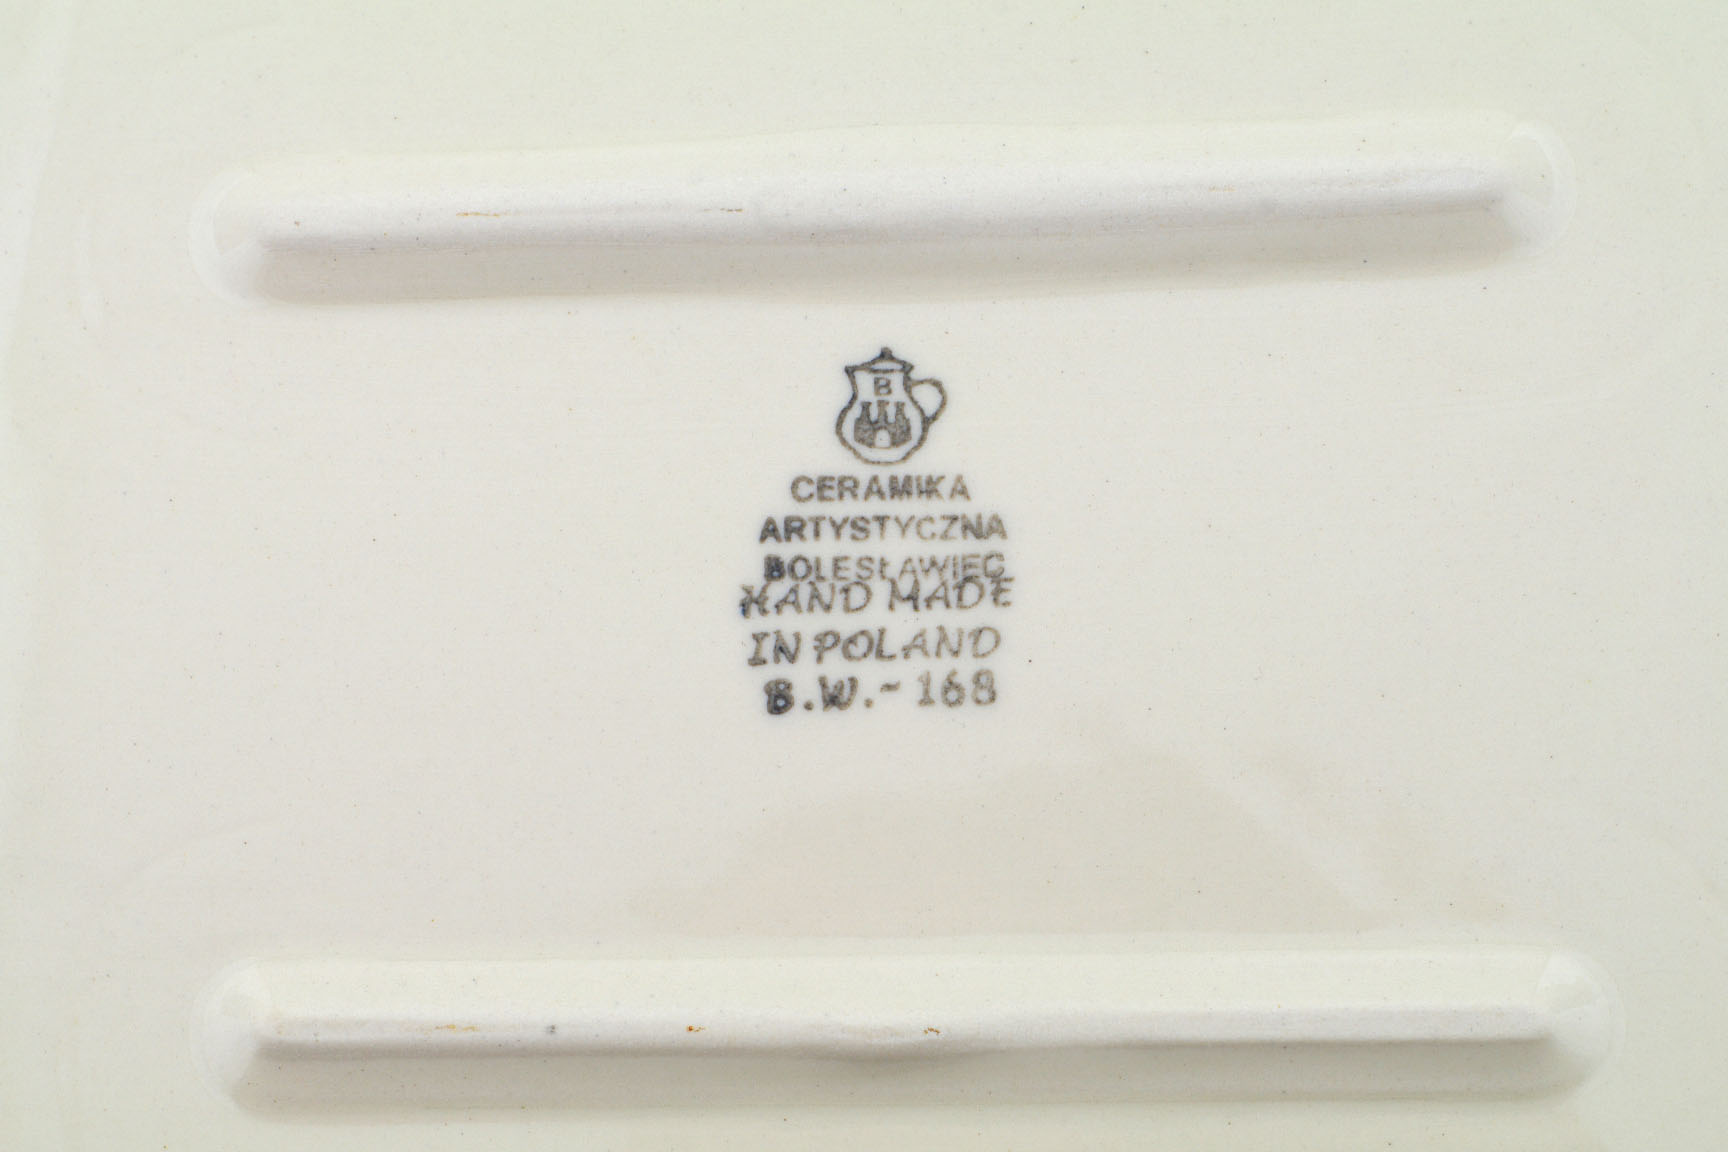 B
CERAMIKA
ARTYSTYCZNA
BOLESŁAWIEC
HAND MADE
IN POLAND
B.W.- 168